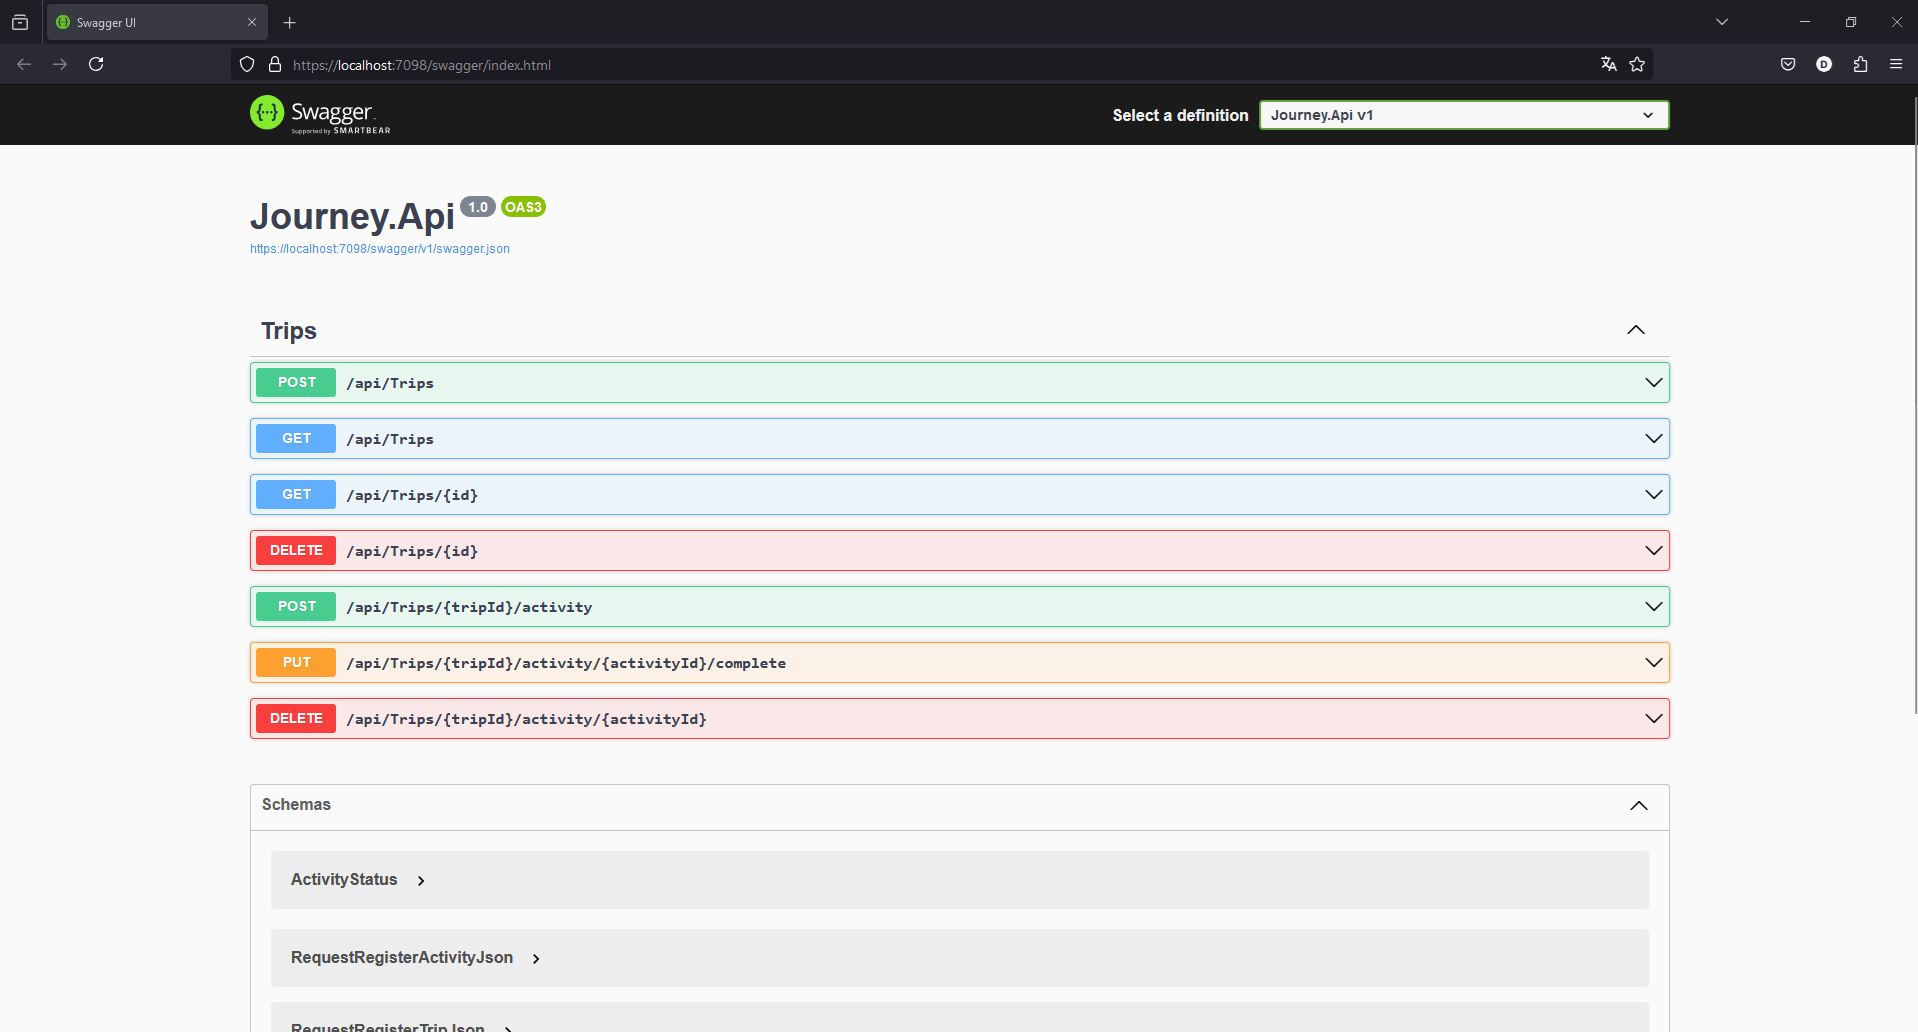 Swagger UI
https://localhost:7098/swagger/index.html
D
{···} Swagger.
Supported by SMARTBEAR
Select a definition
Journey.Api v1
Journey.Api 1.0 OAS3
https://localhost:7098/swagger/v1/swagger.json
Trips
POST /api/Trips
GET /api/Trips
GET /api/Trips/{id}
DELETE /api/Trips/{id}
POST /api/Trips/{tripId}/activity
PUT /api/Trips/{tripId}/activity/{activityId}/complete
DELETE /api/Trips/{tripId}/activity/{activityId}
Schemas
ActivityStatus
RequestRegisterActivityJson
RequestRegisterTripJson